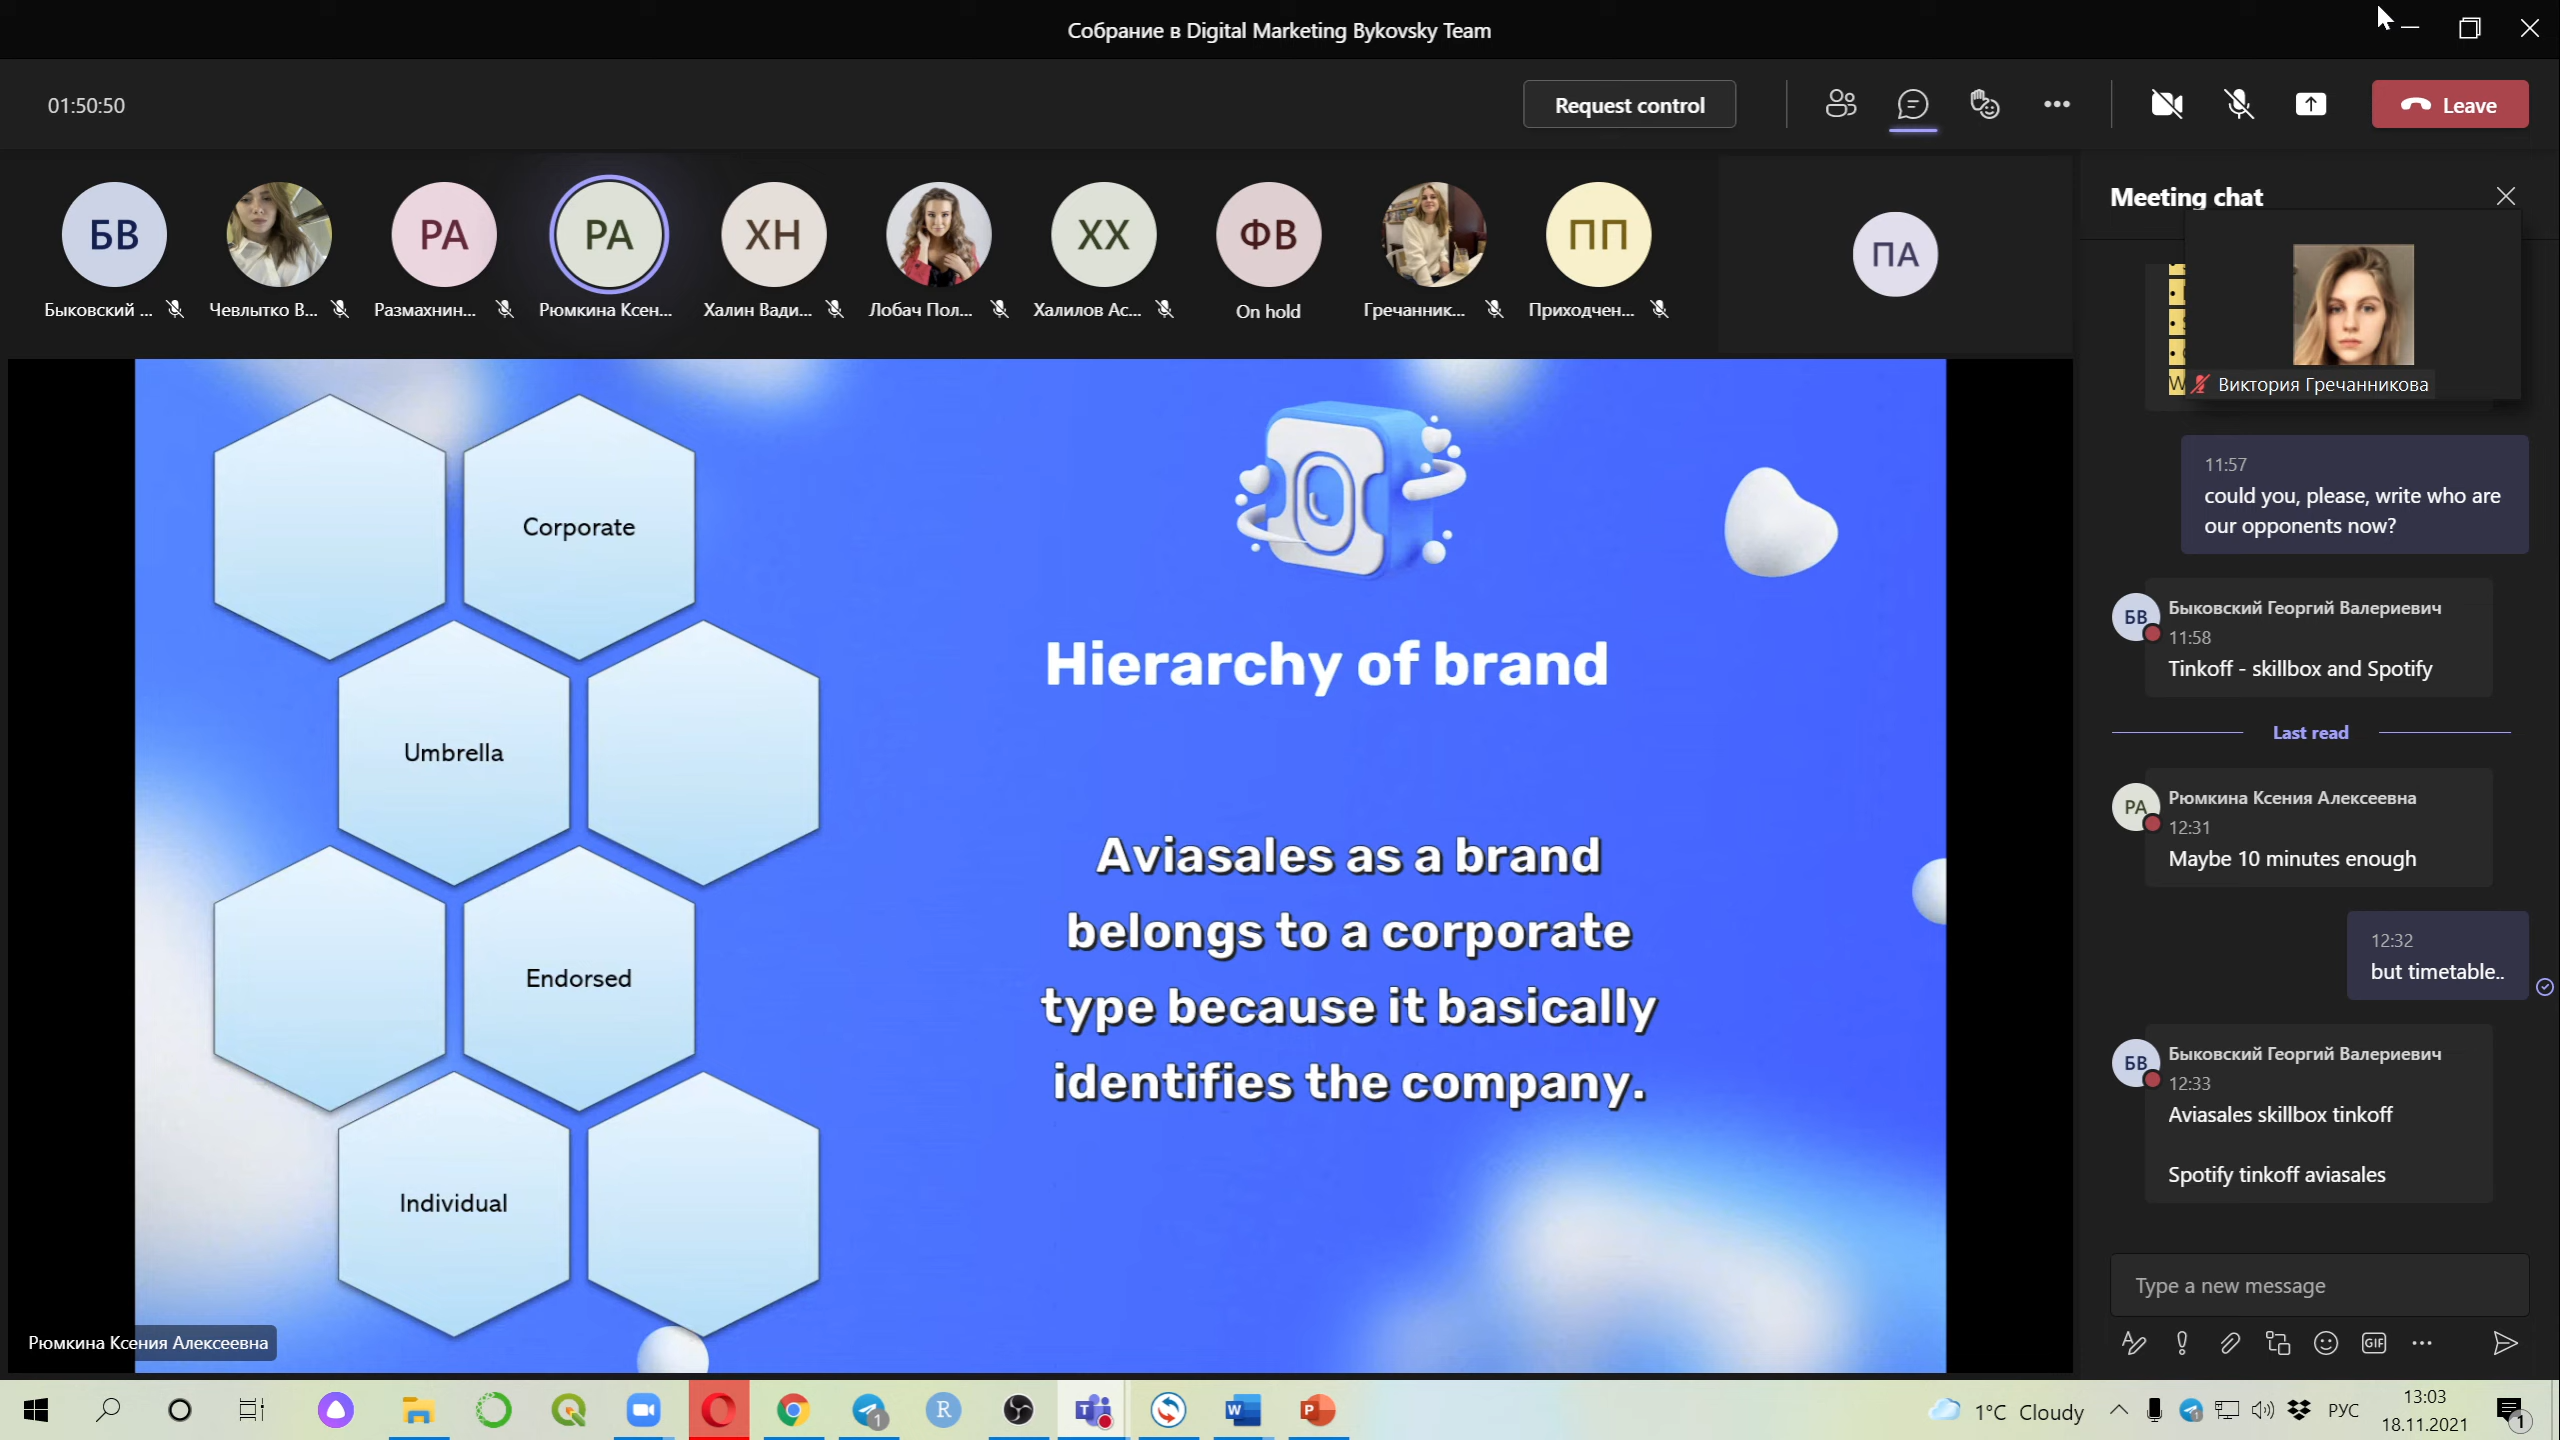 Собрание в Digital Marketing Bykovsky Team
01:50:50
Request control
Leave
БВ
РА
РА
ХН
ХХ
ФВ
ПП
ПА
Быковский ...
Чевлытко В...
Размахнин...
Рюмкина Ксен...
Халин Вади...
Лобач Пол...
Халилов Ас...
On hold
Гречанник...
Приходчен...
Corporate
Umbrella
Endorsed
Individual
Hierarchy of brand
Aviasales as a brand
belongs to a corporate
type because it basically
identifies the company.
Рюмкина Ксения Алексеевна
Meeting chat
W
Виктория Гречанникова
11:57
could you, please, write who are
our opponents now?
БВ
Быковский Георгий Валериевич
11:58
Tinkoff - skillbox and Spotify
Last read
РА
Рюмкина Ксения Алексеевна
12:31
Maybe 10 minutes enough
12:32
but timetable..
БВ
Быковский Георгий Валериевич
12:33
Aviasales skillbox tinkoff
Spotify tinkoff aviasales
Type a new message
GIF
1
R
T
W
P
1°C Cloudy
1
РУС
13:03
18.11.2021
1